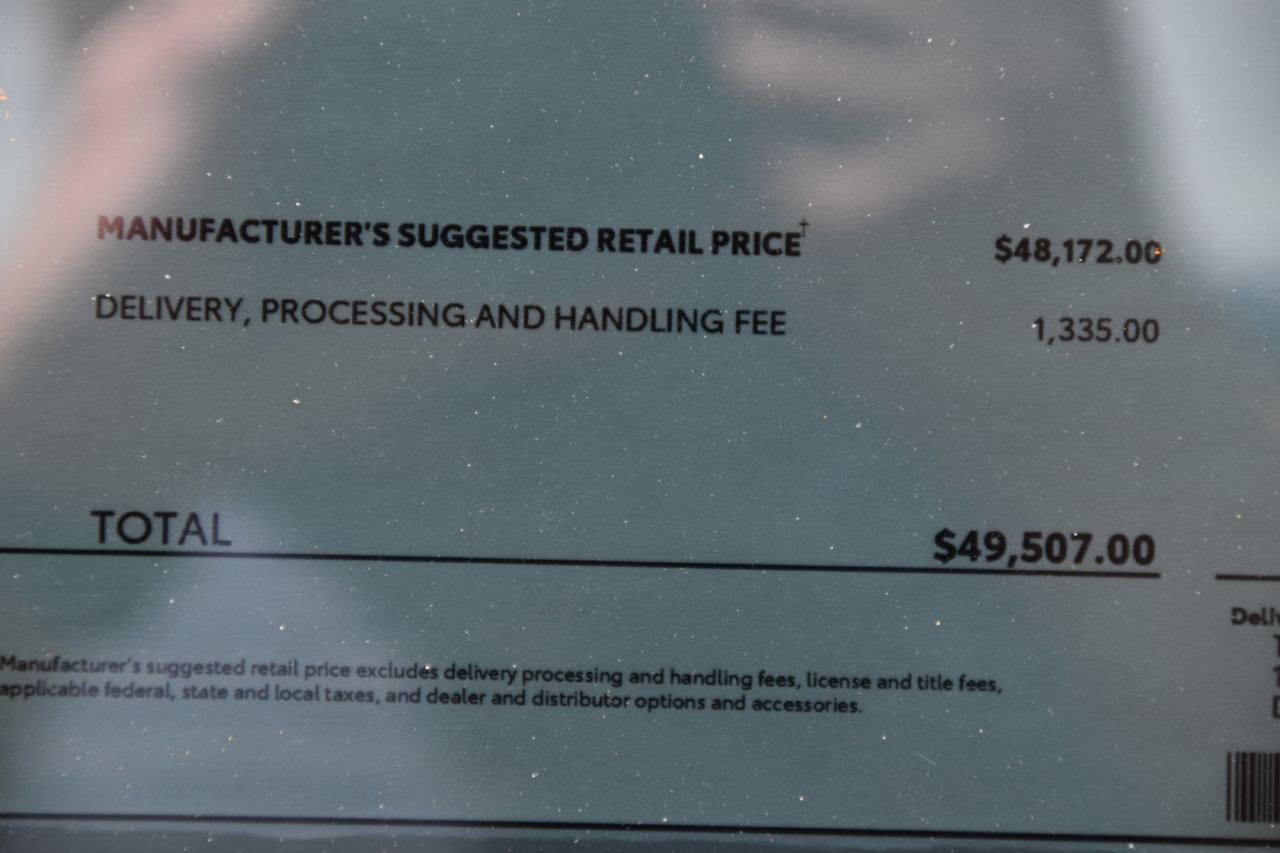 MANUFACTURER'S SUGGESTED RETAIL PRICE† $48,172.00
DELIVERY, PROCESSING AND HANDLING FEE 1,335.00
TOTAL $49,507.00
Manufacturer's suggested retail price excludes delivery processing and handling fees, license and title fees,
applicable federal, state and local taxes, and dealer and distributor options and accessories.